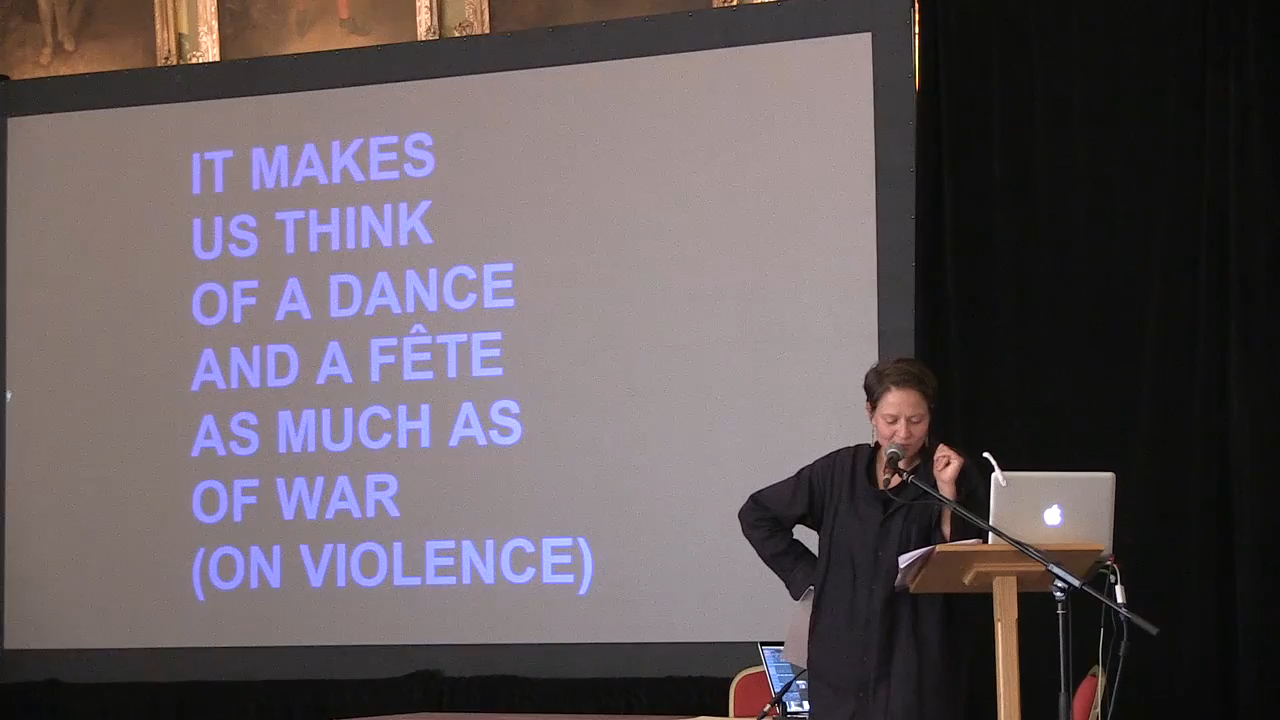 IT MAKES
US THINK
OF A DANCE
AND A FÊTE
AS MUCH AS
OF WAR
(ON VIOLENCE)